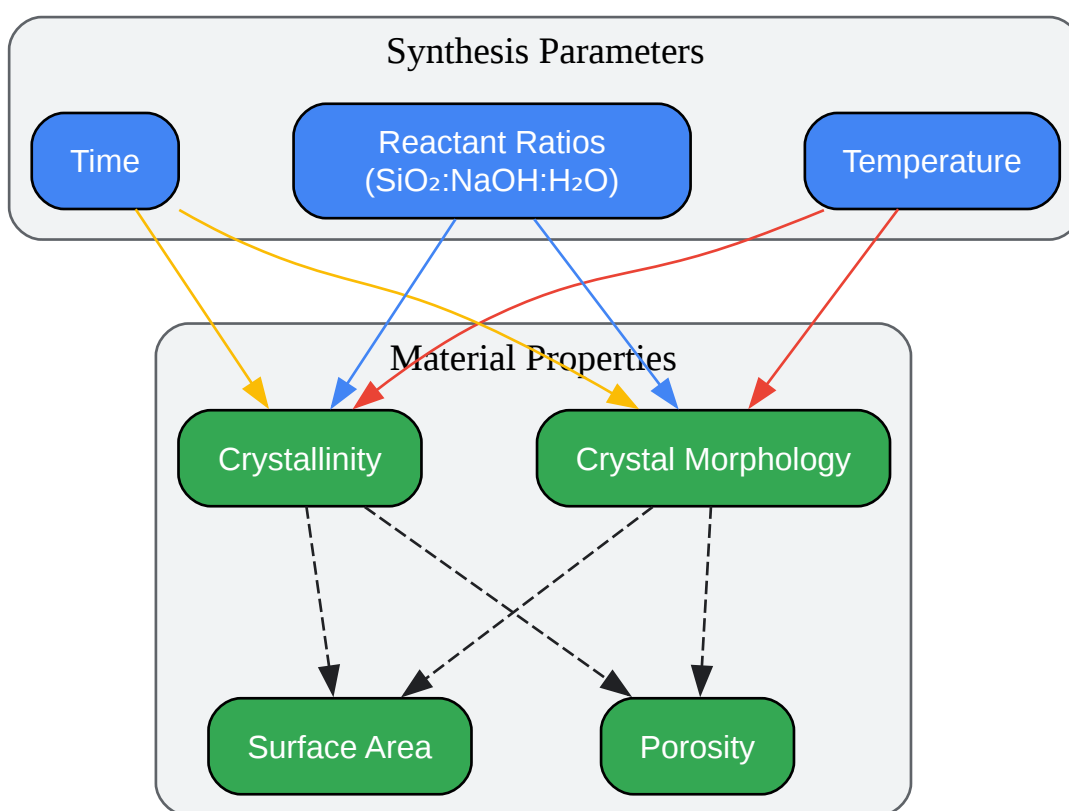 Synthesis Parameters
Time
Reactant Ratios
(SiO₂:NaOH:H₂O)
Temperature
Material Properties
Crystallinity
Crystal Morphology
Surface Area
Porosity